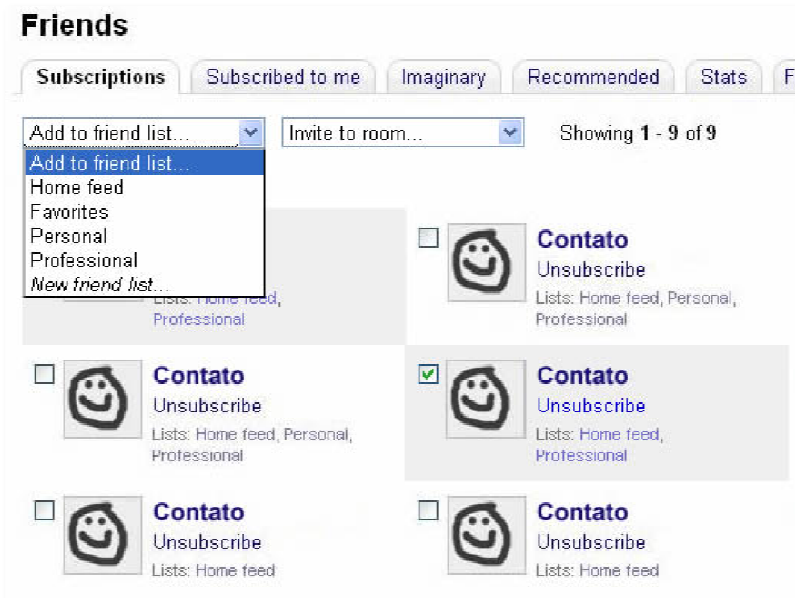 Friends
Subscriptions Subscribed to me Imaginary Recommended Stats F
Add to friend list... Invite to room... Showing 1 - 9 of 9
Add to friend list...
Home feed
Favorites
Personal
Professional
New friend list...
Lists: Home feed,
Professional
Contato
Unsubscribe
Lists: Home feed, Personal,
Professional
Contato
Unsubscribe
Lists: Home feed, Personal,
Professional
Contato
Unsubscribe
Lists: Home feed,
Professional
Contato
Unsubscribe
Lists: Home feed
Contato
Unsubscribe
Lists: Home feed